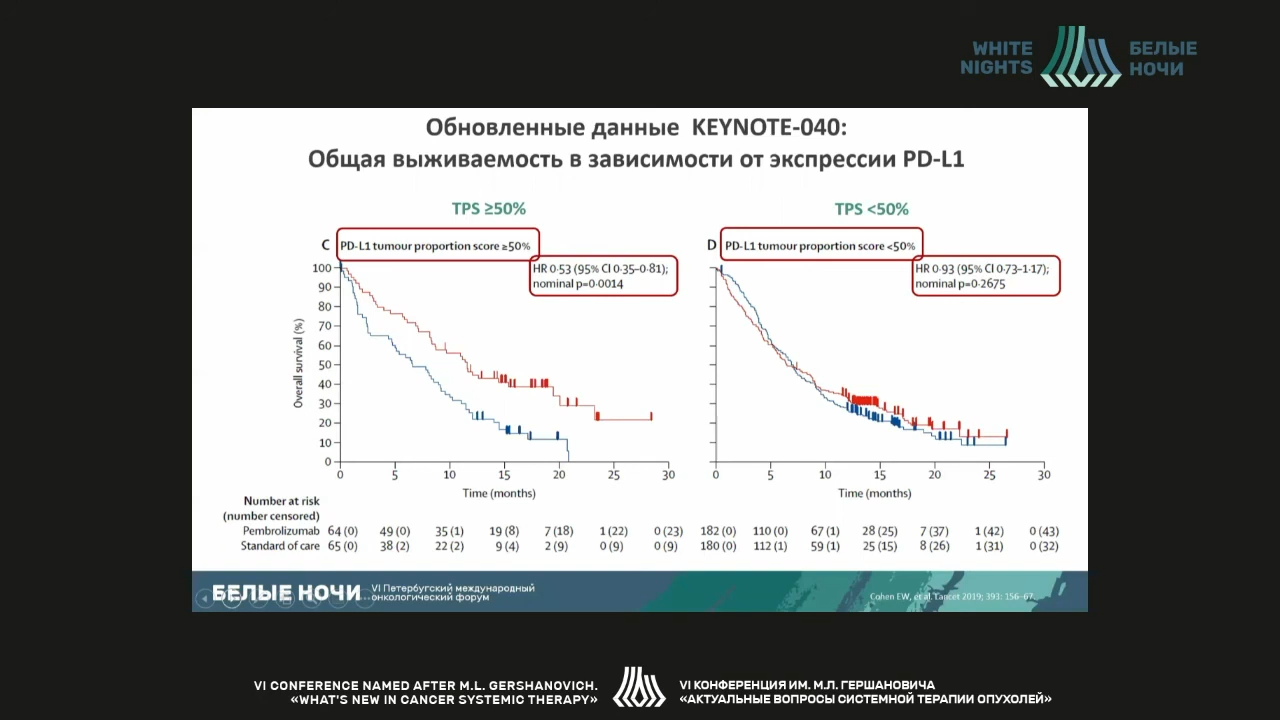 WHITE NIGHTS
БЕЛЫЕ НОЧИ
Обновленные данные KEYNOTE-040:
Общая выживаемость в зависимости от экспрессии PD-L1
TPS ≥50%
TPS <50%
C PD-L1 tumour proportion score ≥50%
HR 0·53 (95% CI 0·35–0·81);
nominal p=0·0014
D PD-L1 tumour proportion score <50%
HR 0·93 (95% CI 0·73–1·17);
nominal p=0·2675
Overall survival (%)
100
90
80
70
60
50
40
30
20
10
0
0 5 10 15 20 25 30
Time (months)
0 5 10 15 20 25 30
Time (months)
Number at risk
(number censored)
Pembrolizumab 64 (0) 49 (0) 35 (1) 19 (8) 7 (18) 1 (22) 0 (23) 182 (0) 110 (0) 67 (1) 28 (25) 7 (37) 1 (42) 0 (43)
Standard of care 65 (0) 38 (2) 22 (2) 9 (4) 2 (9) 0 (9) 0 (9) 180 (0) 112 (1) 59 (1) 25 (15) 8 (26) 1 (31) 0 (32)
БЕЛЫЕ НОЧИ
VI Петербугский международный
онкологический форум
Cohen EW, et al. Lancet 2019; 393: 156–67.
VI CONFERENCE NAMED AFTER M.L. GERSHANOVICH.
«WHAT'S NEW IN CANCER SYSTEMIC THERAPY»
VI КОНФЕРЕНЦИЯ ИМ. М.Л. ГЕРШАНОВИЧА
«АКТУАЛЬНЫЕ ВОПРОСЫ СИСТЕМНОЙ ТЕРАПИИ ОПУХОЛЕЙ»